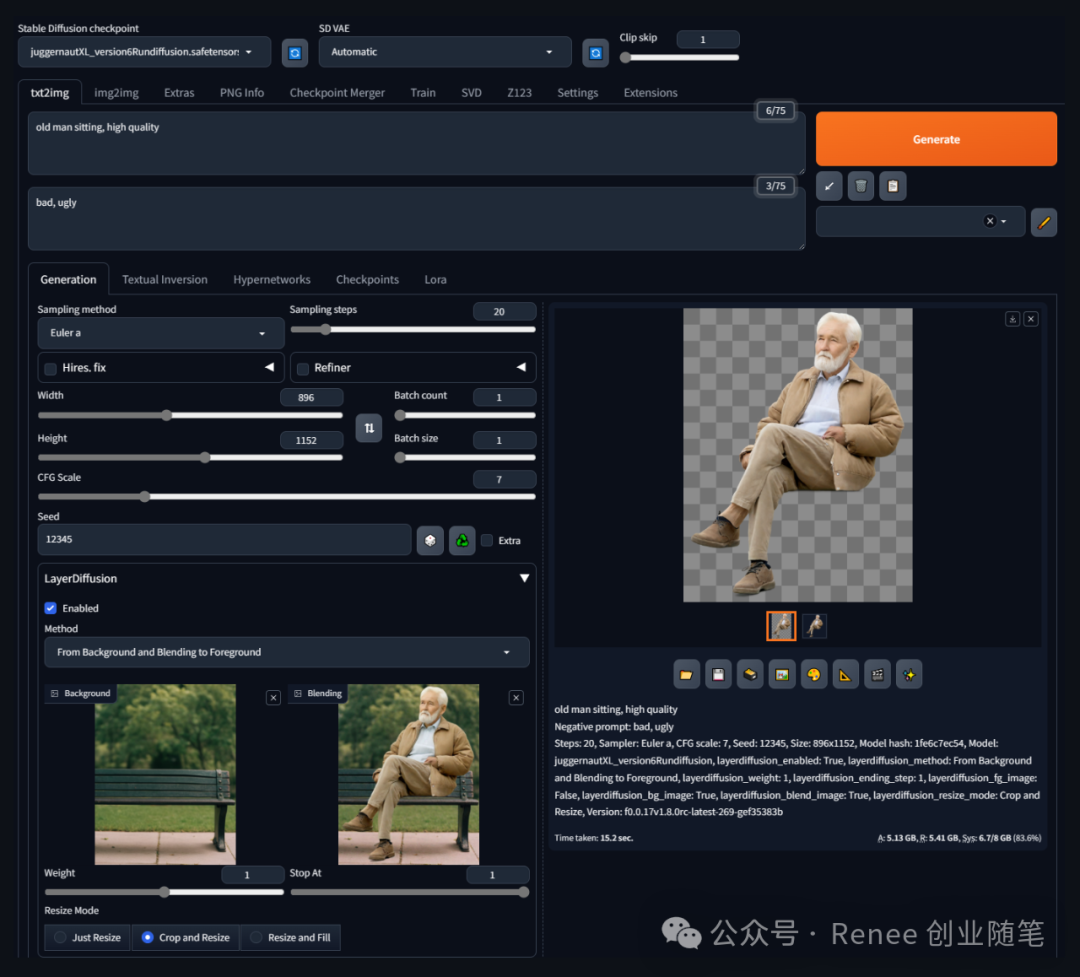 Stable Diffusion checkpoint
SD VAE
Clip skip
1
juggernautXL_version6Rundiffusion.safetensors
Automatic
txt2img img2img Extras PNG Info Checkpoint Merger Train SVD Z123 Settings Extensions
6/75
old man sitting, high quality
Generate
3/75
bad, ugly
Generation Textual Inversion Hypernetworks Checkpoints Lora
Sampling method
Sampling steps
20
Euler a
Hires. fix
Refiner
Width
896
Batch count
1
Height
1152
Batch size
1
CFG Scale
7
Seed
12345
Extra
LayerDiffusion
Enabled
Method
From Background and Blending to Foreground
Background
Blending
Weight
1
Stop At
1
Resize Mode
Just Resize
Crop and Resize
Resize and Fill
old man sitting, high quality
Negative prompt: bad, ugly
Steps: 20, Sampler: Euler a, CFG scale: 7, Seed: 12345, Size: 896x1152, Model hash: 1fe6c7ec54, Model:
juggernautXL_version6Rundiffusion, layerdiffusion_enabled: True, layerdiffusion_method: From Background
and Blending to Foreground, layerdiffusion_weight: 1, layerdiffusion_ending_step: 1, layerdiffusion_fg_image:
False, layerdiffusion_bg_image: True, layerdiffusion_blend_image: True, layerdiffusion_resize_mode: Crop and
Resize, Version: f0.0.17v1.8.0rc-latest-269-gef35383b
Time taken: 15.2 sec.
A: 5.13 GB, R: 5.41 GB, Sys: 6.7/8 GB (83.6%)
公众号 · Renee 创业随笔